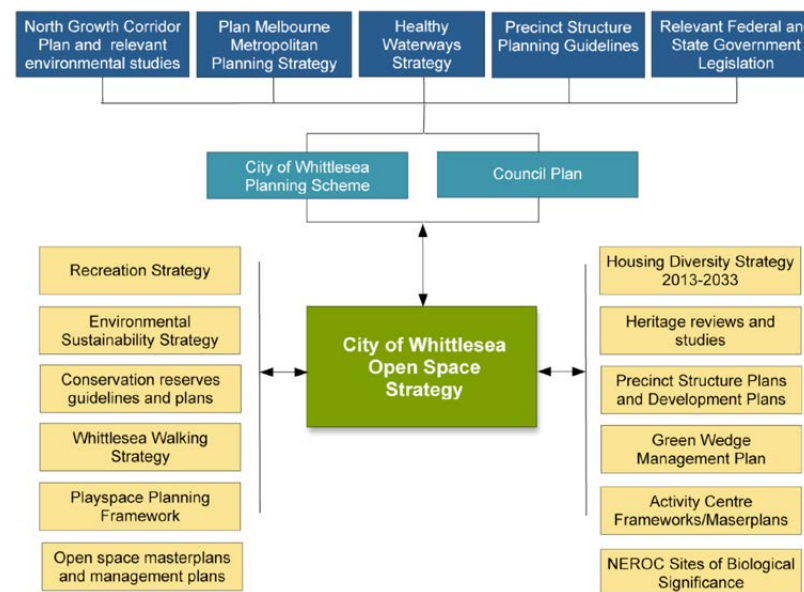 North Growth Corridor
Plan and relevant
environmental studies
Plan Melbourne
Metropolitan
Planning Strategy
Healthy
Waterways
Strategy
Precinct Structure
Planning Guidelines
Relevant Federal and
State Government
Legislation
City of Whittlesea
Planning Scheme
Council Plan
Recreation Strategy
Environmental
Sustainability Strategy
Conservation reserves
guidelines and plans
Whittlesea Walking
Strategy
Playspace Planning
Framework
Open space masterplans
and management plans
City of Whittlesea
Open Space
Strategy
Housing Diversity Strategy
2013-2033
Heritage reviews and
studies
Precinct Structure Plans
and Development Plans
Green Wedge
Management Plan
Activity Centre
Frameworks/Maserplans
NEROC Sites of Biological
Significance